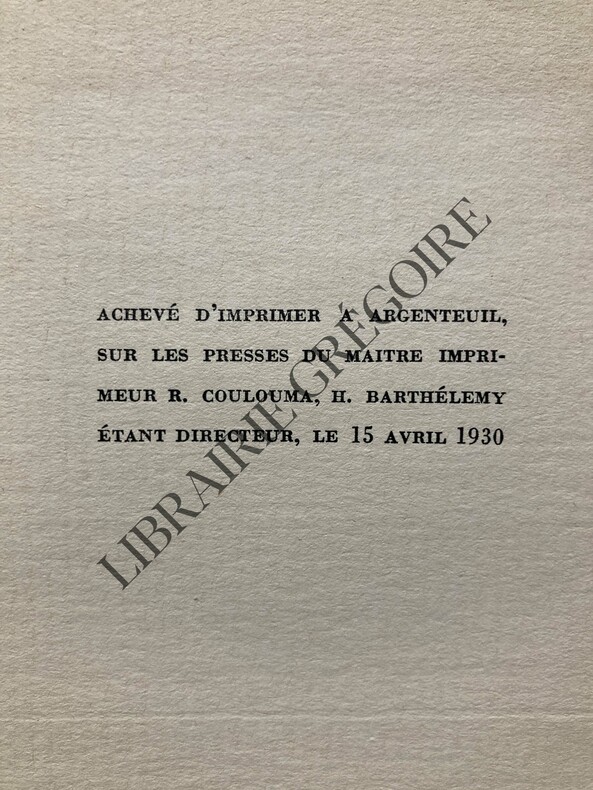 ACHEVÉ D'IMPRIMER À ARGENTEUIL,
SUR LES PRESSES DU MAITRE IMPRI-
MEUR R. COULOUMA, H. BARTHÉLEMY
ÉTANT DIRECTEUR, LE 15 AVRIL 1930
LIBRAIRIE GRÉGOIRE